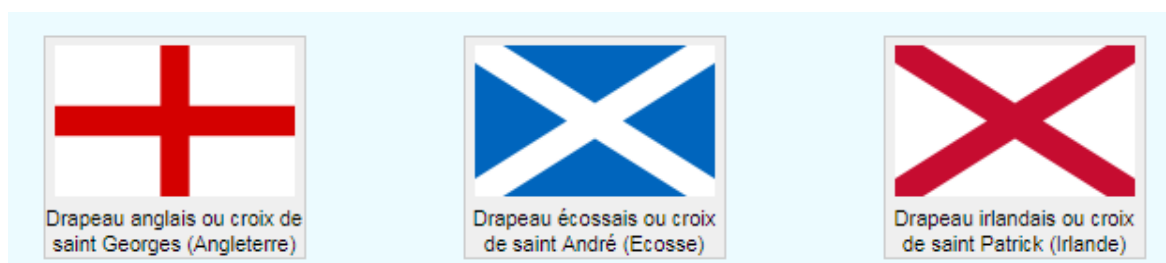 Drapeau anglais ou croix de
saint Georges (Angleterre)
Drapeau écossais ou croix
de saint André (Ecosse)
Drapeau irlandais ou croix
de saint Patrick (Irlande)